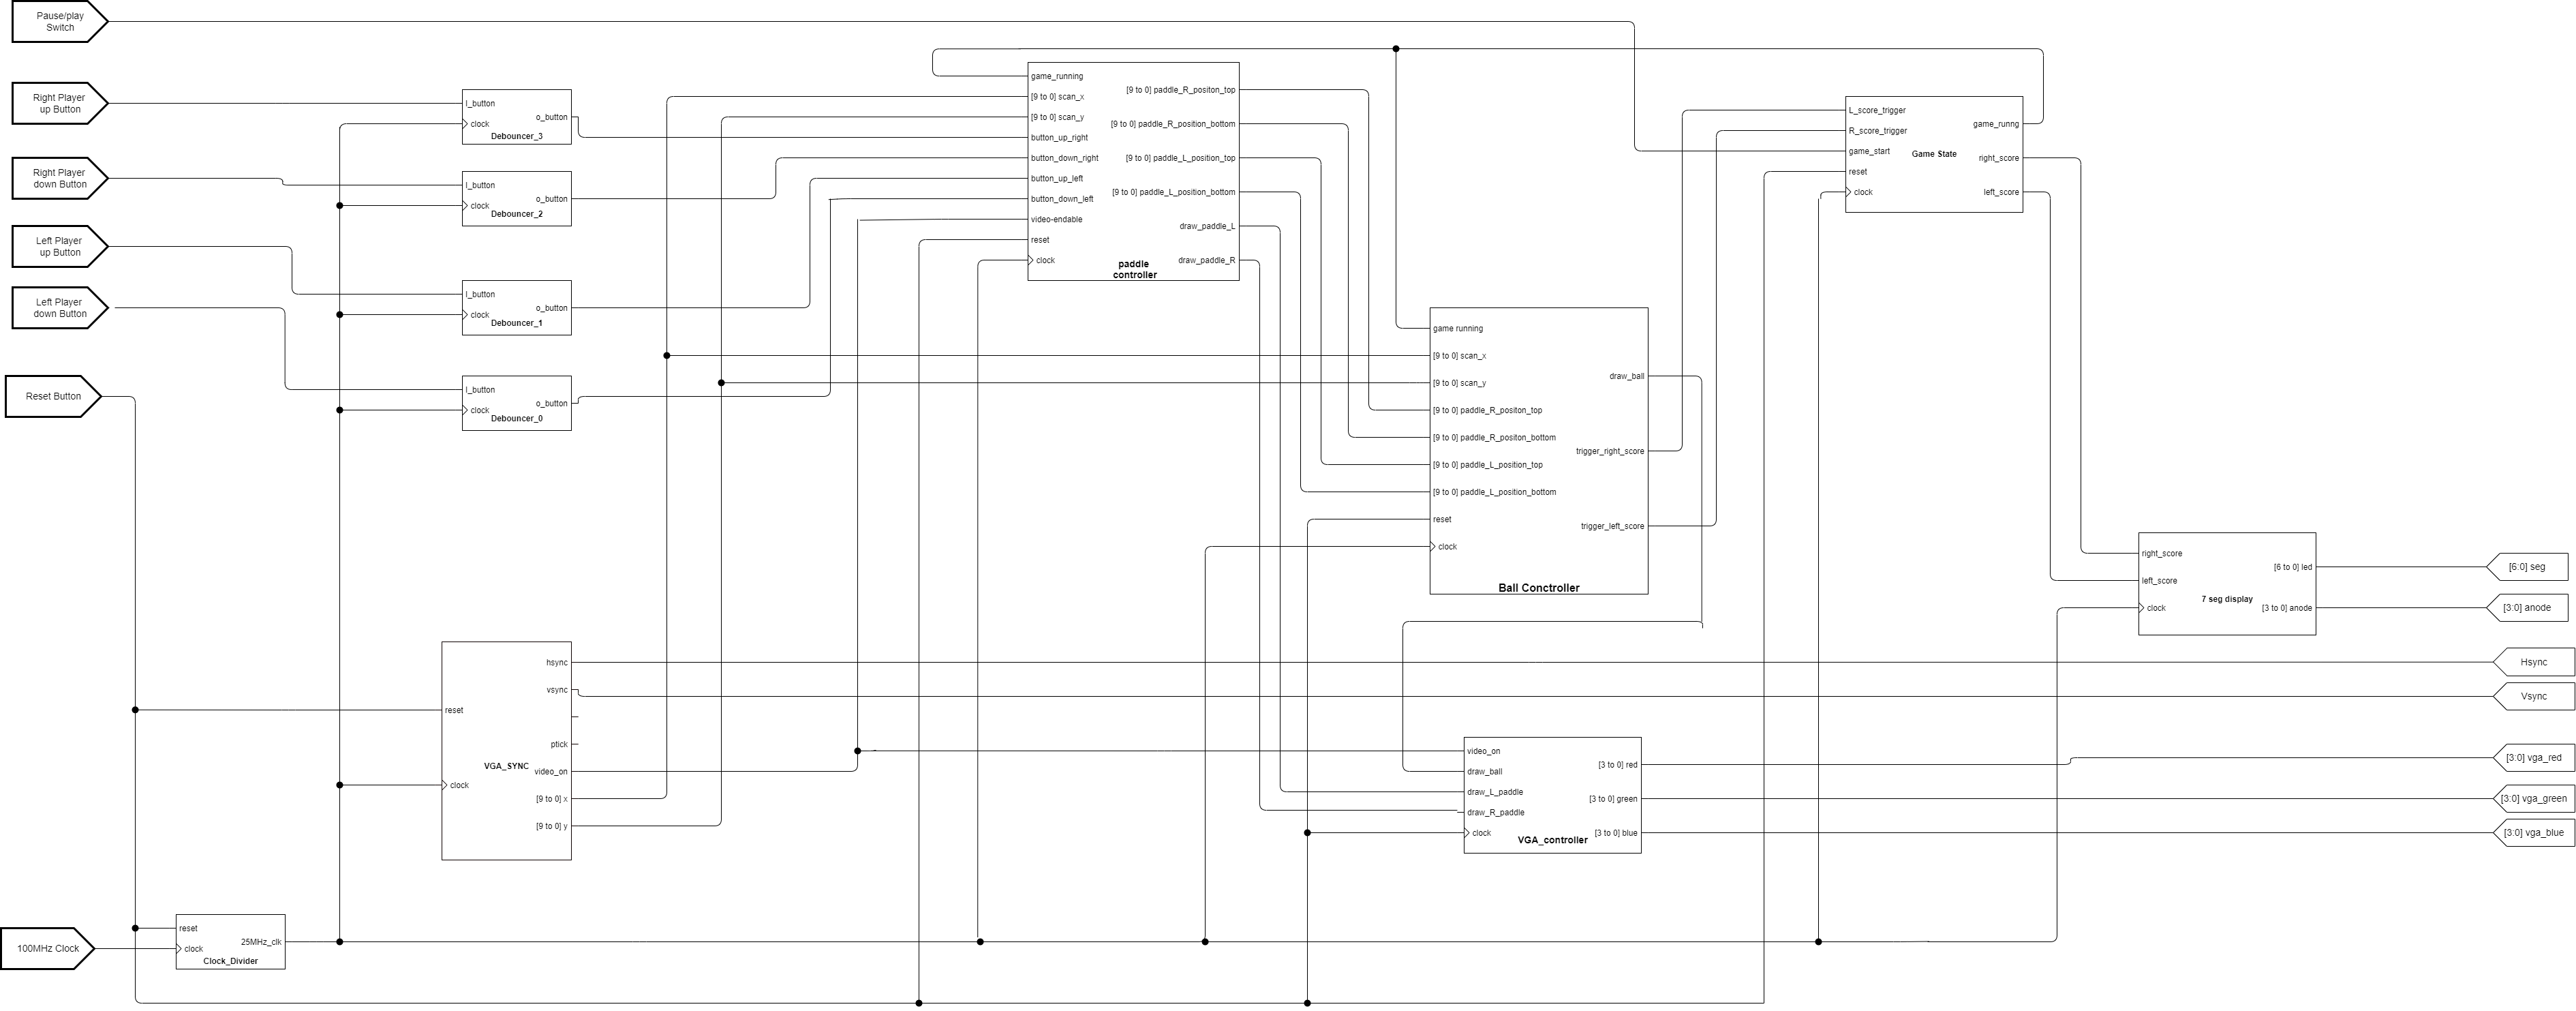 Pause/play
Switch
Right Player
up Button
Right Player
down Button
Left Player
up Button
Left Player
down Button
Reset Button
100MHz Clock
I_button
o_button
clock
Debouncer_3
I_button
o_button
clock
Debouncer_2
I_button
o_button
clock
Debouncer_1
I_button
o_button
clock
Debouncer_0
hsync
vsync
reset
ptick
VGA_SYNC
video_on
clock
[9 to 0] x
[9 to 0] y
reset
25MHz_clk
clock
Clock_Divider
game_running
[9 to 0] scan_x
[9 to 0] scan_y
button_up_right
button_down_right
button_up_left
button_down_left
video-endable
reset
clock
[9 to 0] paddle_R_positon_top
[9 to 0] paddle_R_position_bottom
[9 to 0] paddle_L_position_top
[9 to 0] paddle_L_position_bottom
draw_paddle_L
draw_paddle_R
paddle
controller
game running
[9 to 0] scan_x
[9 to 0] scan_y
[9 to 0] paddle_R_positon_top
[9 to 0] paddle_R_positon_bottom
[9 to 0] paddle_L_position_top
[9 to 0] paddle_L_position_bottom
reset
clock
draw_ball
trigger_right_score
trigger_left_score
Ball Conctroller
video_on
draw_ball
draw_L_paddle
draw_R_paddle
clock
[3 to 0] red
[3 to 0] green
[3 to 0] blue
VGA_controller
L_score_trigger
R_score_trigger
game_start
reset
clock
game_runng
right_score
left_score
Game State
right_score
left_score
clock
[6 to 0] led
[3 to 0] anode
7 seg display
[6:0] seg
[3:0] anode
Hsync
Vsync
[3:0] vga_red
[3:0] vga_green
[3:0] vga_blue